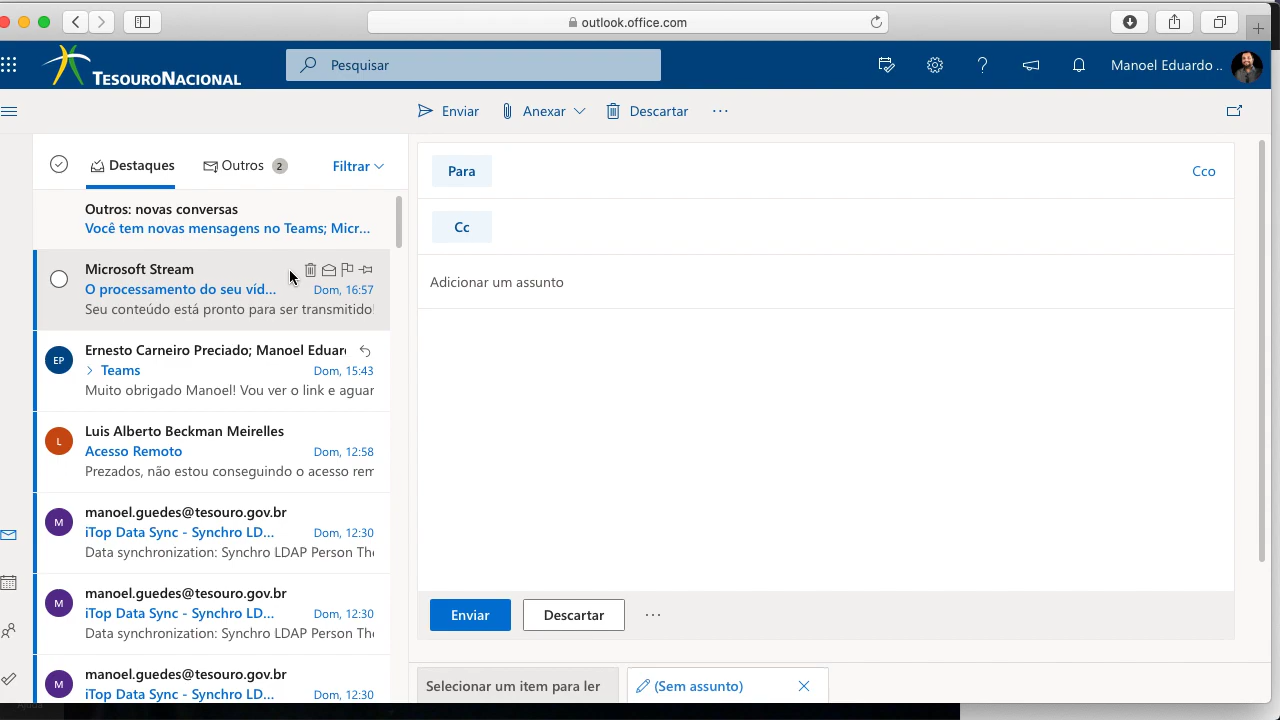 outlook.office.com
TESOURONACIONAL
Pesquisar
Manoel Eduardo ..
Enviar
Anexar
Descartar
Destaques
Outros 2
Filtrar
Outros: novas conversas
Você tem novas mensagens no Teams; Micr...
Microsoft Stream
O processamento do seu víd... Dom, 16:57
Seu conteúdo está pronto para ser transmitido!
EP
Ernesto Carneiro Preciado; Manoel Eduar
Teams Dom, 15:43
Muito obrigado Manoel! Vou ver o link e aguar
L
Luis Alberto Beckman Meirelles
Acesso Remoto Dom, 12:58
Prezados, não estou conseguindo o acesso rem
M
manoel.guedes@tesouro.gov.br
iTop Data Sync - Synchro LD... Dom, 12:30
Data synchronization: Synchro LDAP Person The
M
manoel.guedes@tesouro.gov.br
iTop Data Sync - Synchro LD... Dom, 12:30
Data synchronization: Synchro LDAP Person The
M
manoel.guedes@tesouro.gov.br
iTop Data Sync - Synchro LD... Dom, 12:30
Para
Cco
Cc
Adicionar um assunto
Enviar
Descartar
Selecionar um item para ler
(Sem assunto)